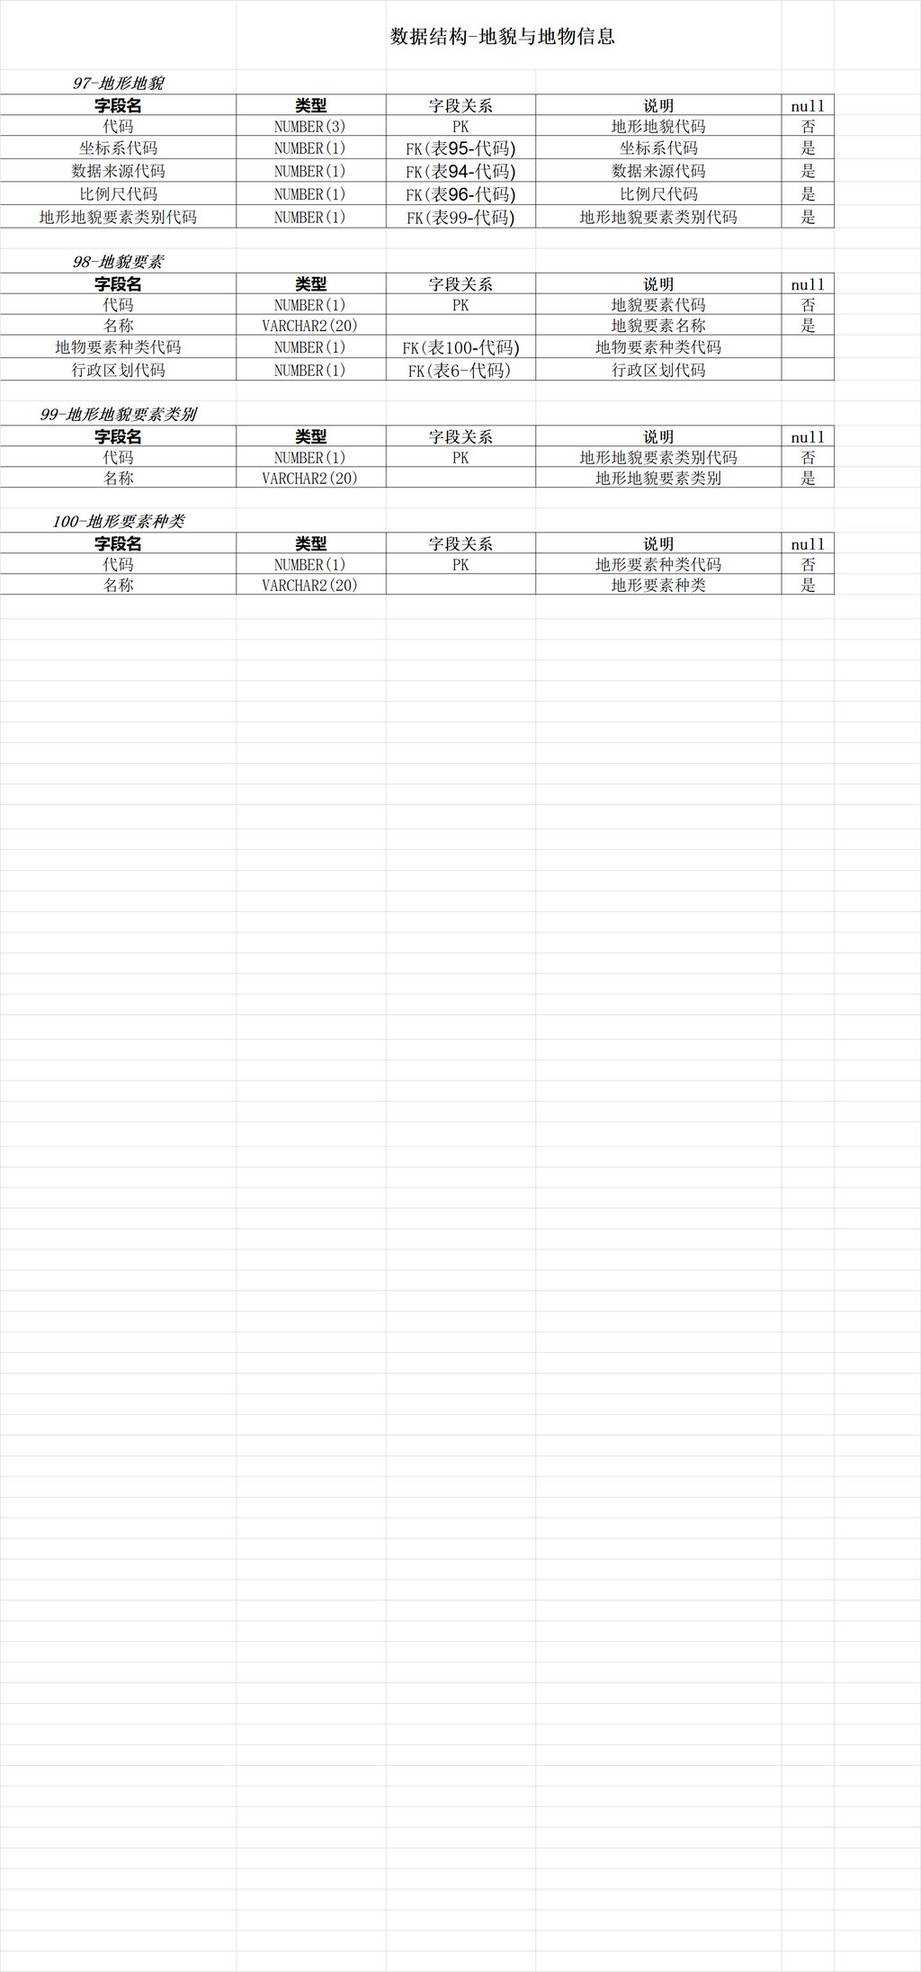 数据结构-地貌与地物信息
97-地形地貌
字段名 类型 字段关系 说明 null
代码 NUMBER(3) PK 地形地貌代码 否
坐标系代码 NUMBER(1) FK(表95-代码) 坐标系代码 是
数据来源代码 NUMBER(1) FK(表94-代码) 数据来源代码 是
比例尺代码 NUMBER(1) FK(表96-代码) 比例尺代码 是
地形地貌要素类别代码 NUMBER(1) FK(表99-代码) 地形地貌要素类别代码 是
98-地貌要素
字段名 类型 字段关系 说明 null
代码 NUMBER(1) PK 地貌要素代码 否
名称 VARCHAR2(20) 地貌要素名称 是
地物要素种类代码 NUMBER(1) FK(表100-代码) 地物要素种类代码
行政区划代码 NUMBER(1) FK(表6-代码) 行政区划代码
99-地形地貌要素类别
字段名 类型 字段关系 说明 null
代码 NUMBER(1) PK 地形地貌要素类别代码 否
名称 VARCHAR2(20) 地形地貌要素类别 是
100-地形要素种类
字段名 类型 字段关系 说明 null
代码 NUMBER(1) PK 地形要素种类代码 否
名称 VARCHAR2(20) 地形要素种类 是